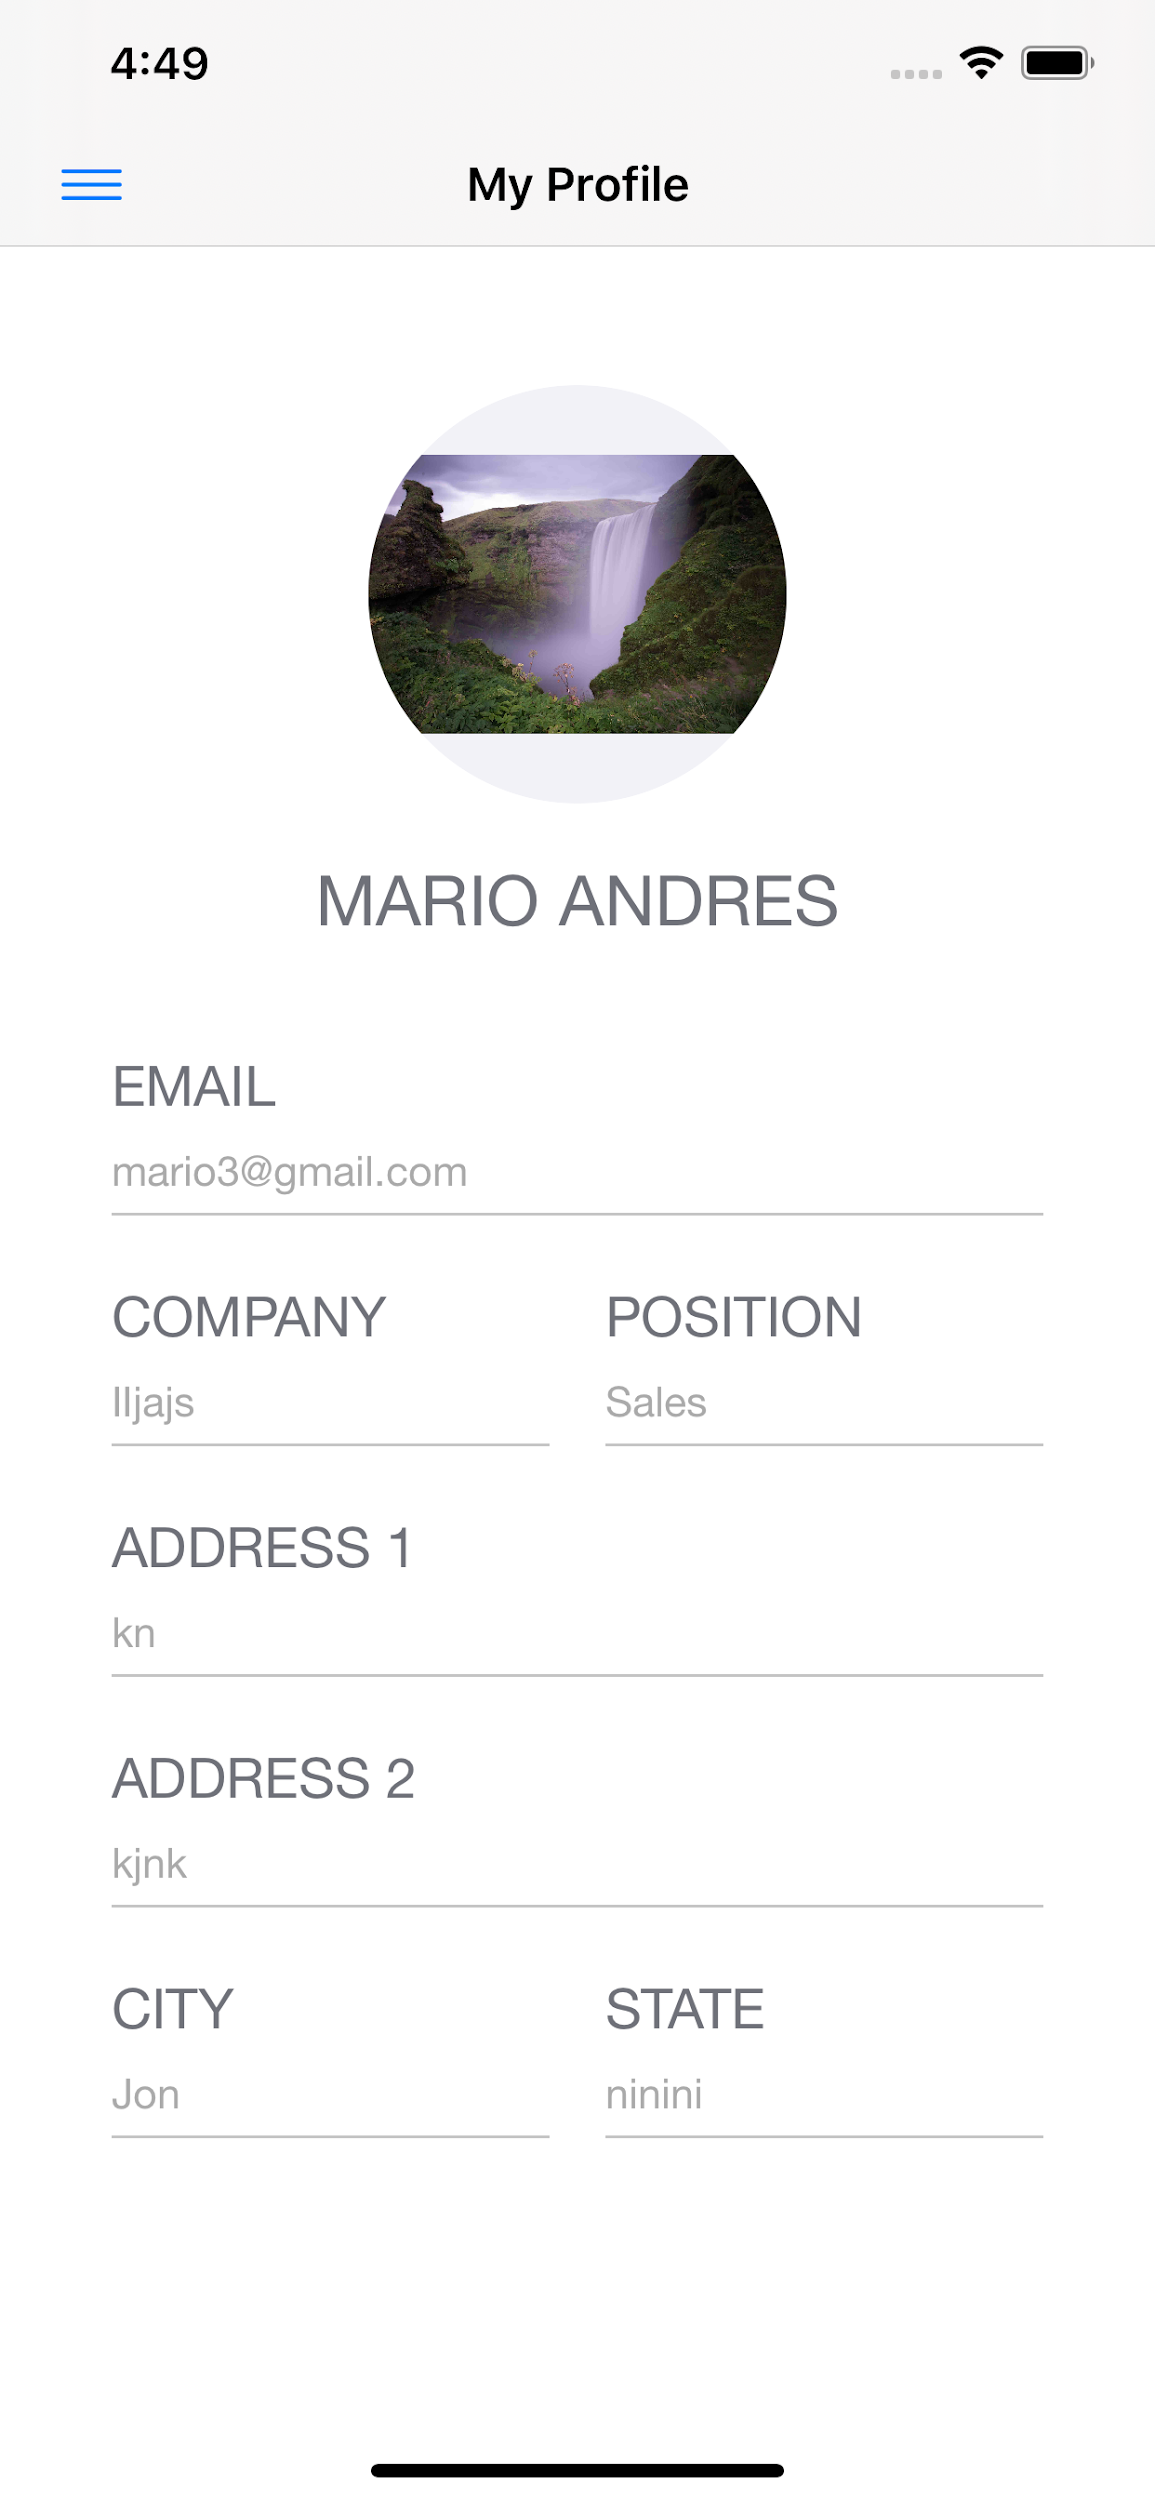 4:49
My Profile
MARIO ANDRES
EMAIL
mario3@gmail.com
COMPANY POSITION
Iljajs Sales
ADDRESS 1
kn
ADDRESS 2
kjnk
CITY STATE
Jon ninini